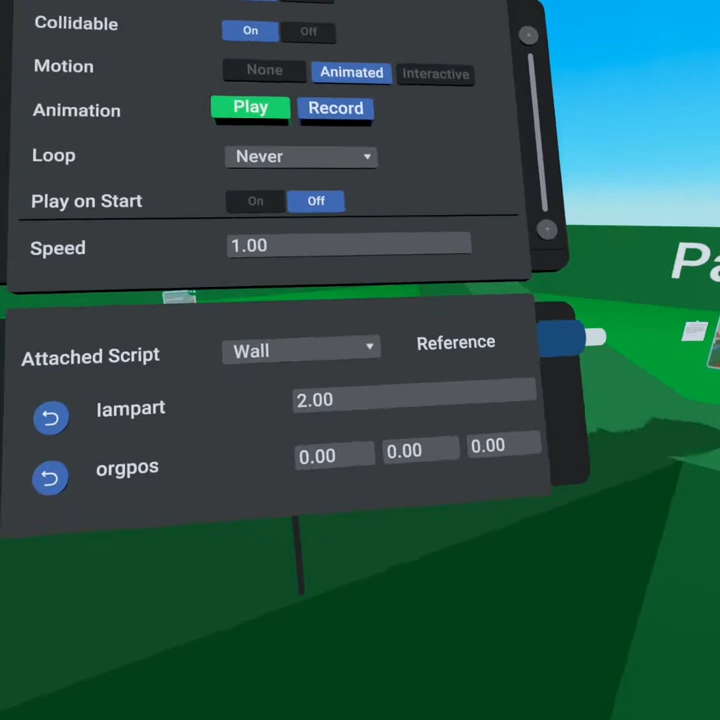 Collidable On Off
Motion None Animated Interactive
Animation Play Record
Loop Never
Play on Start On Off
Speed 1.00
Attached Script Wall Reference
lampart 2.00
orgpos 0.00 0.00 0.00